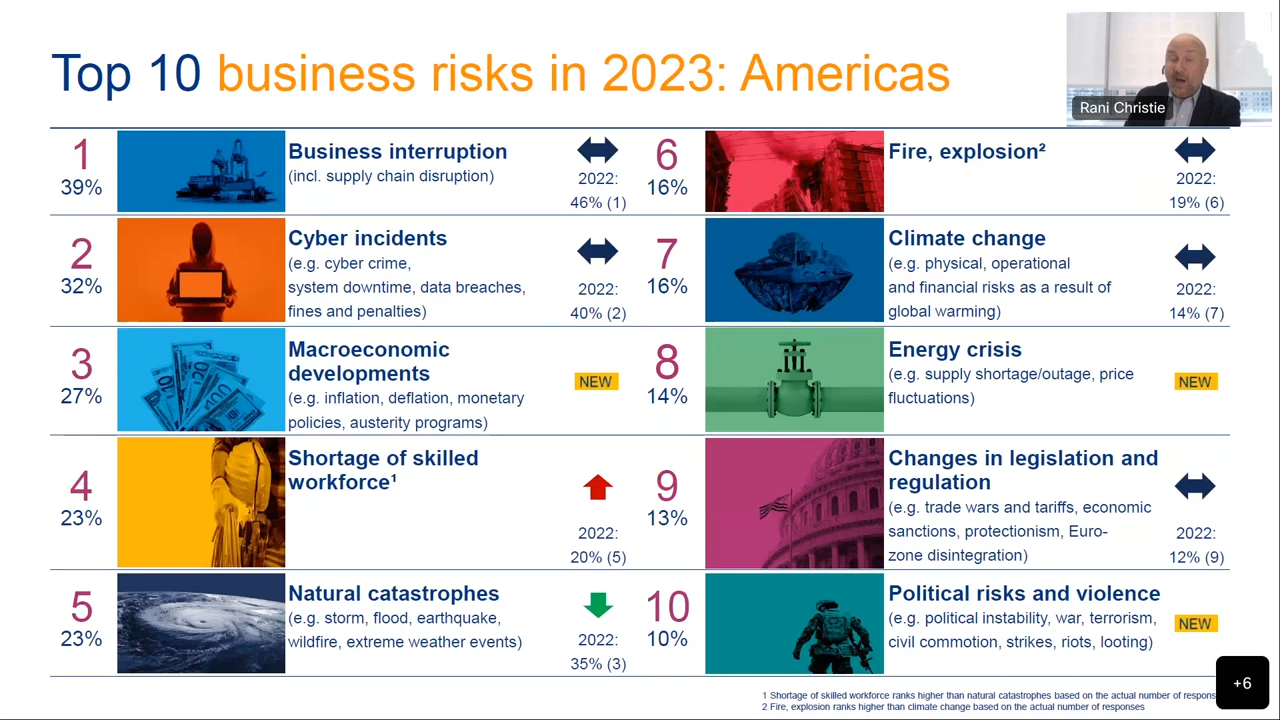 Top 10 business risks in 2023: Americas
Rani Christie
1
39%
Business interruption
(incl. supply chain disruption)
2022:
46% (1)
2
32%
Cyber incidents
(e.g. cyber crime,
system downtime, data breaches,
fines and penalties)
2022:
40% (2)
3
27%
Macroeconomic
developments
(e.g. inflation, deflation, monetary
policies, austerity programs)
NEW
4
23%
Shortage of skilled
workforce¹
2022:
20% (5)
5
23%
Natural catastrophes
(e.g. storm, flood, earthquake,
wildfire, extreme weather events)
2022:
35% (3)
6
16%
Fire, explosion²
2022:
19% (6)
7
16%
Climate change
(e.g. physical, operational
and financial risks as a result of
global warming)
2022:
14% (7)
8
14%
Energy crisis
(e.g. supply shortage/outage, price
fluctuations)
NEW
9
13%
Changes in legislation and
regulation
(e.g. trade wars and tariffs, economic
sanctions, protectionism, Euro-
zone disintegration)
2022:
12% (9)
10
10%
Political risks and violence
(e.g. political instability, war, terrorism,
civil commotion, strikes, riots, looting)
NEW
+6
1 Shortage of skilled workforce ranks higher than natural catastrophes based on the actual number of
2 Fire, explosion ranks higher than climate change based on the actual number of responses